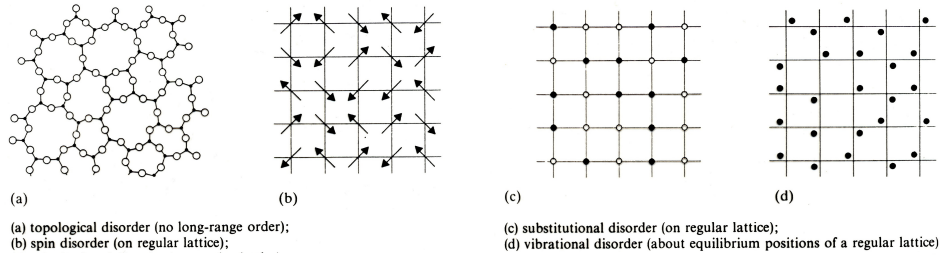 (a) (b) (c) (d)
(a) topological disorder (no long-range order);
(b) spin disorder (on regular lattice);
(c) substitutional disorder (on regular lattice);
(d) vibrational disorder (about equilibrium positions of a regular lattice)